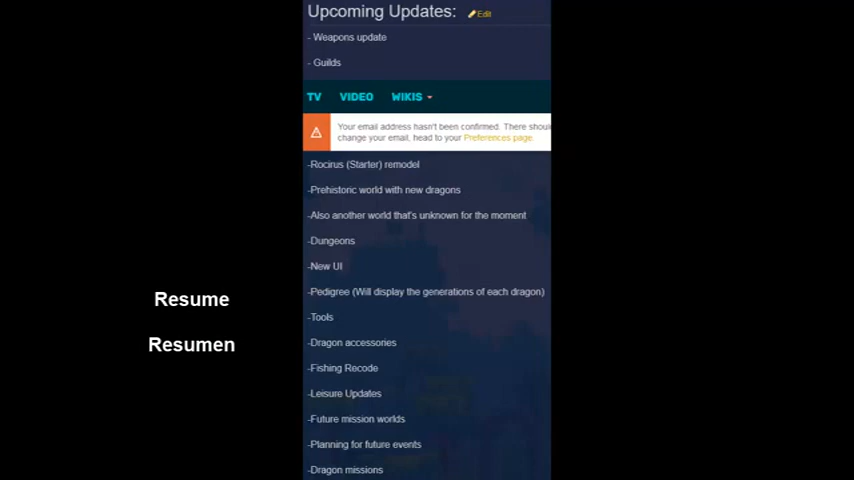 Upcoming Updates: Edit
- Weapons update
- Guilds
TV VIDEO WIKIS
Your email address hasn't been confirmed. There shoul
change your email, head to your Preferences page.
-Rocirus (Starter) remodel
-Prehistoric world with new dragons
-Also another world that's unknown for the moment
-Dungeons
-New UI
-Pedigree (Will display the generations of each dragon)
-Tools
-Dragon accessories
-Fishing Recode
-Leisure Updates
-Future mission worlds
-Planning for future events
-Dragon missions
Resume
Resumen